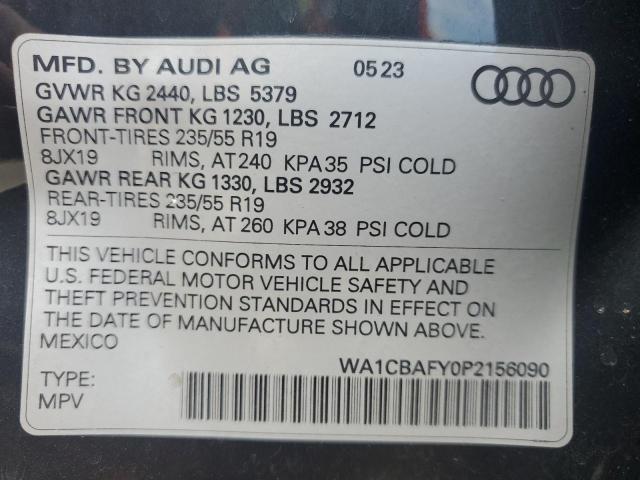 MFD. BY AUDI AG 0523
GVWR KG 2440, LBS 5379
GAWR FRONT KG 1230, LBS 2712
FRONT-TIRES 235/55 R19
8JX19 RIMS, AT 240 KPA 35 PSI COLD
GAWR REAR KG 1330, LBS 2932
REAR-TIRES 235/55 R19
8JX19 RIMS, AT 260 KPA 38 PSI COLD
THIS VEHICLE CONFORMS TO ALL APPLICABLE
U.S. FEDERAL MOTOR VEHICLE SAFETY AND
THEFT PREVENTION STANDARDS IN EFFECT ON
THE DATE OF MANUFACTURE SHOWN ABOVE.
MEXICO
WA1CBAFY0P2156090
TYPE:
MPV